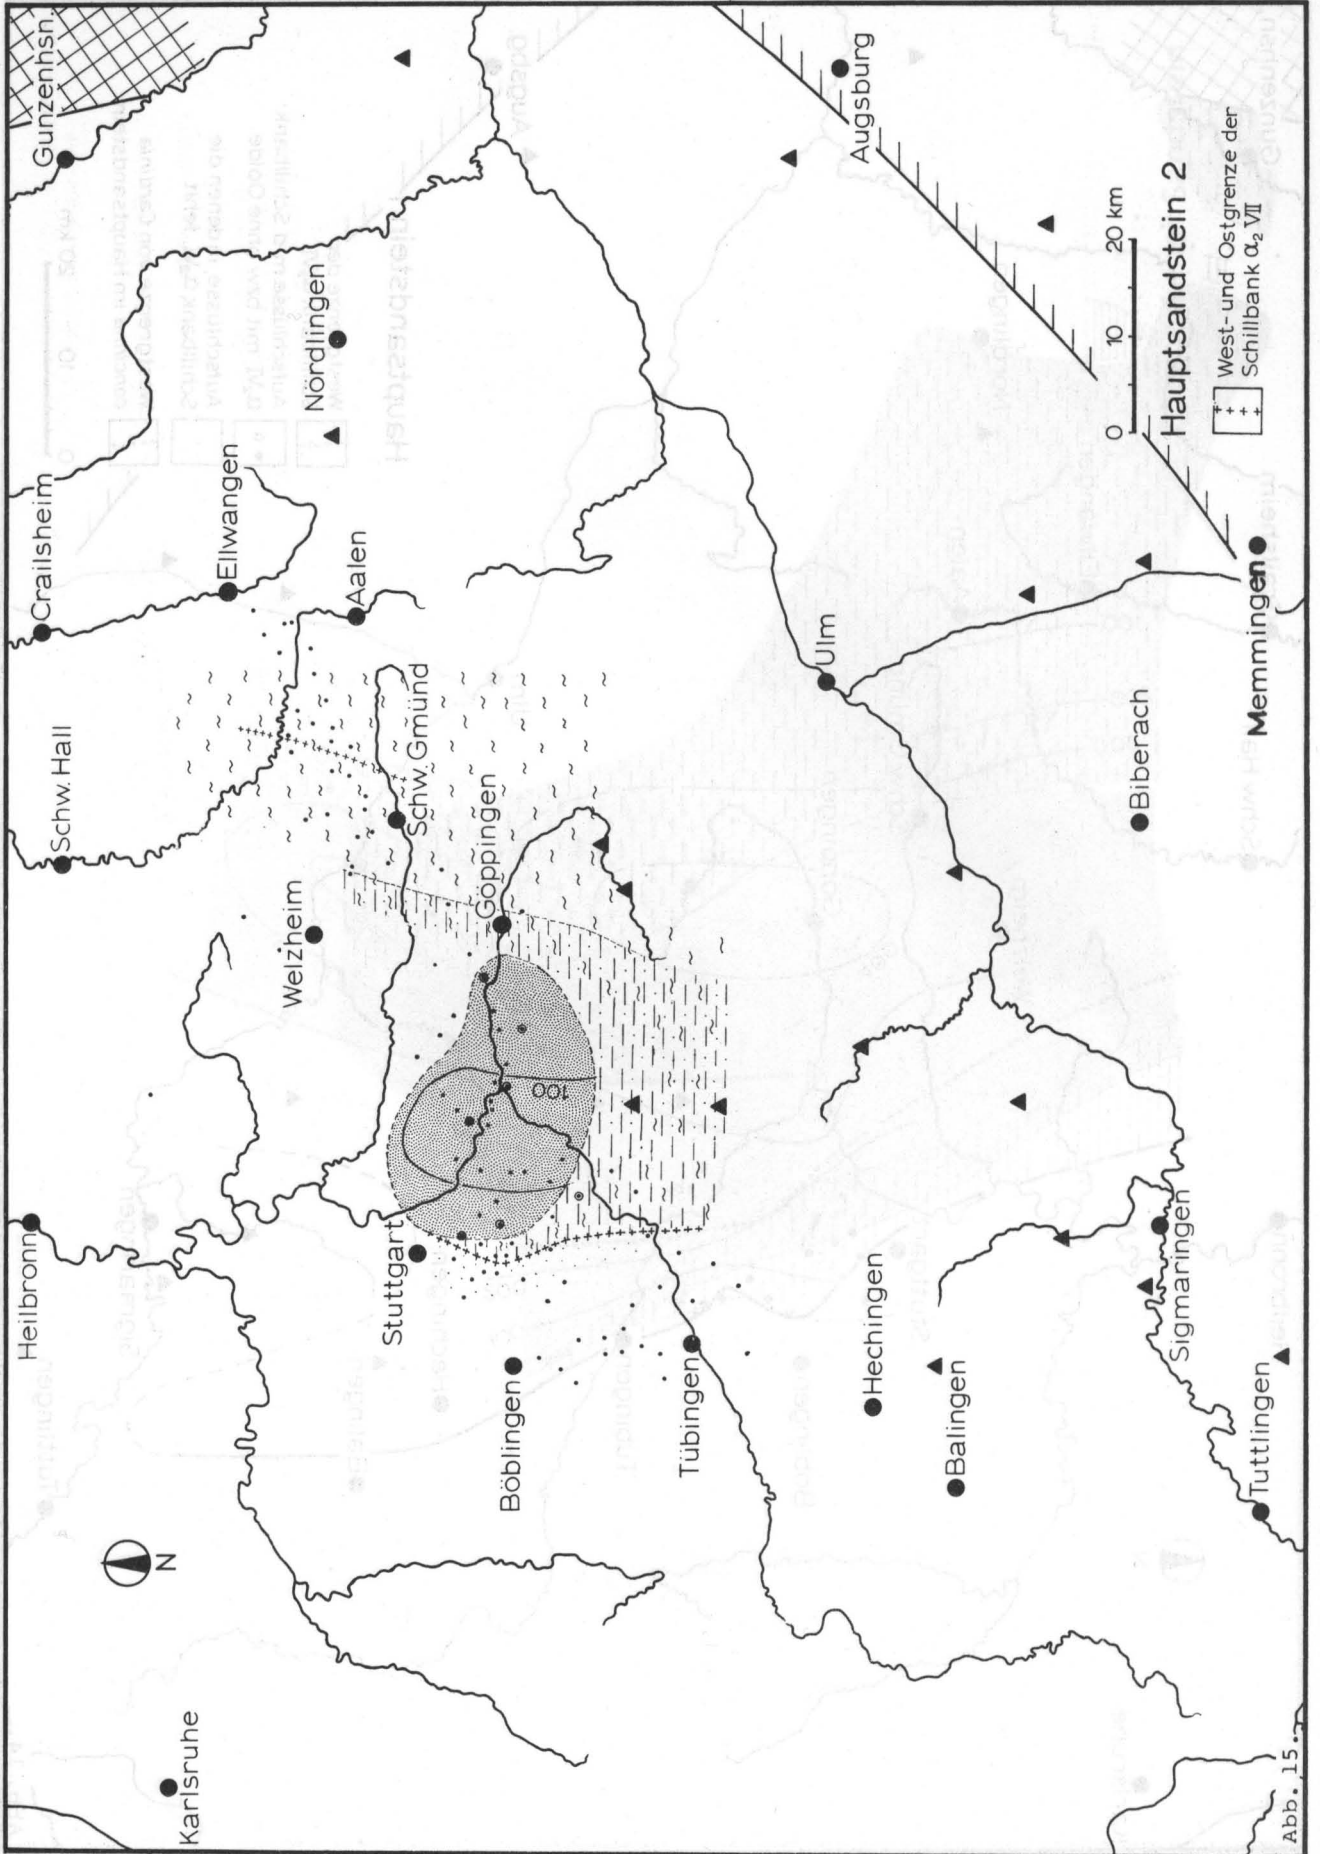 Heilbronn
Crailsheim
Gunzenhsn.
Schw. Hall
Karlsruhe
N
Ellwangen
Welzheim
Aalen
Nördlingen
Stuttgart
Schw. Gmünd
Göppingen
Böblingen
100
Tübingen
Ulm
Augsburg
Hechingen
Balingen
Biberach
Sigmaringen
Tuttlingen
Memmingen
0 10 20 km
Hauptsandstein 2
West- und Ostgrenze der
Schillbank α₂ VII
Abb. 15.